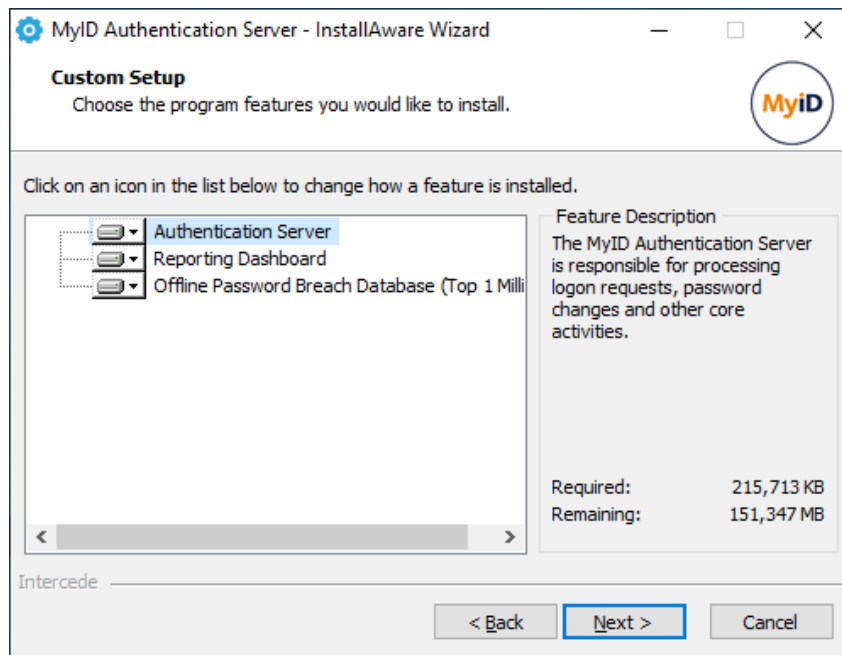 MyID Authentication Server - InstallAware Wizard
Custom Setup
Choose the program features you would like to install.
MyiD
Click on an icon in the list below to change how a feature is installed.
Authentication Server
Reporting Dashboard
Offline Password Breach Database (Top 1 Milli
Feature Description
The MyID Authentication Server
is responsible for processing
logon requests, password
changes and other core
activities.
Required: 215,713 KB
Remaining: 151,347 MB
Intercede
< Back Next > Cancel